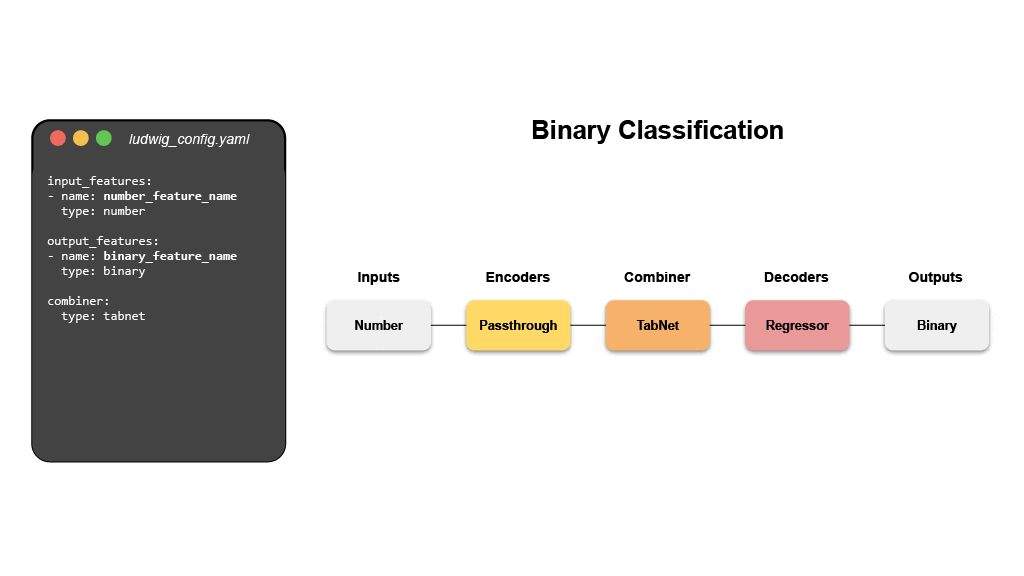 ludwig_config.yaml
input_features:
- name: number_feature_name
  type: number
output_features:
- name: binary_feature_name
  type: binary
combiner:
  type: tabnet
Binary Classification
Inputs
Encoders
Combiner
Decoders
Outputs
Number
Passthrough
TabNet
Regressor
Binary